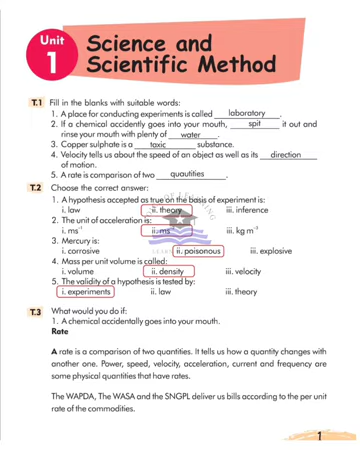 Unit
1
Science and
Scientific Method
T.1 Fill in the blanks with suitable words:
1. A place for conducting experiments is called laboratory .
2. If a chemical accidently goes into your mouth, spit it out and
rinse your mouth with plenty of water .
3. Copper sulphate is a toxic substance.
4. Velocity tells us about the speed of an object as well as its direction
of motion.
5. A rate is comparison of two quautities .
T.2 Choose the correct answer:
1. A hypothesis accepted as true on the basis of experiment is:
i. law ii. theory iii. inference
2. The unit of acceleration is:
i. ms⁻¹ ii. ms⁻² iii. kg m⁻³
3. Mercury is:
i. corrosive ii. poisonous iii. explosive
4. Mass per unit volume is called:
i. volume ii. density iii. velocity
5. The validity of a hypothesis is tested by:
i. experiments ii. law iii. theory
T.3 What would you do if:
1. A chemical accidentally goes into your mouth.
Rate
A rate is a comparison of two quantities. It tells us how a quantity changes with
another one. Power, speed, velocity, acceleration, current and frequency are
some physical quantities that have rates.
The WAPDA, The WASA and the SNGPL deliver us bills according to the per unit
rate of the commodities.
1